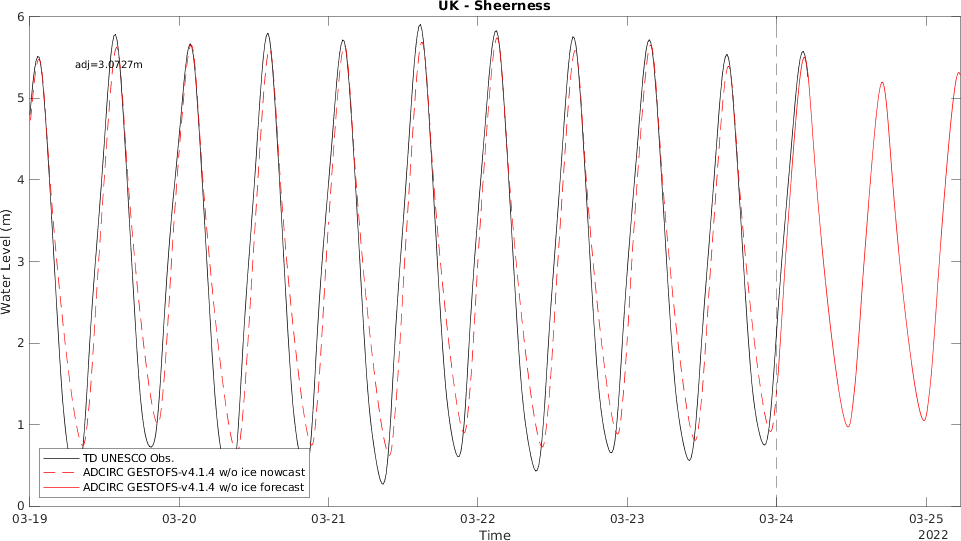 UK - Sheerness
adj=3.0727m
6
5
4
3
2
1
0
Water Level (m)
TD UNESCO Obs.
ADCIRC GESTOFS-v4.1.4 w/o ice nowcast
ADCIRC GESTOFS-v4.1.4 w/o ice forecast
03-19 03-20 03-21 03-22 03-23 03-24 03-25
Time
2022